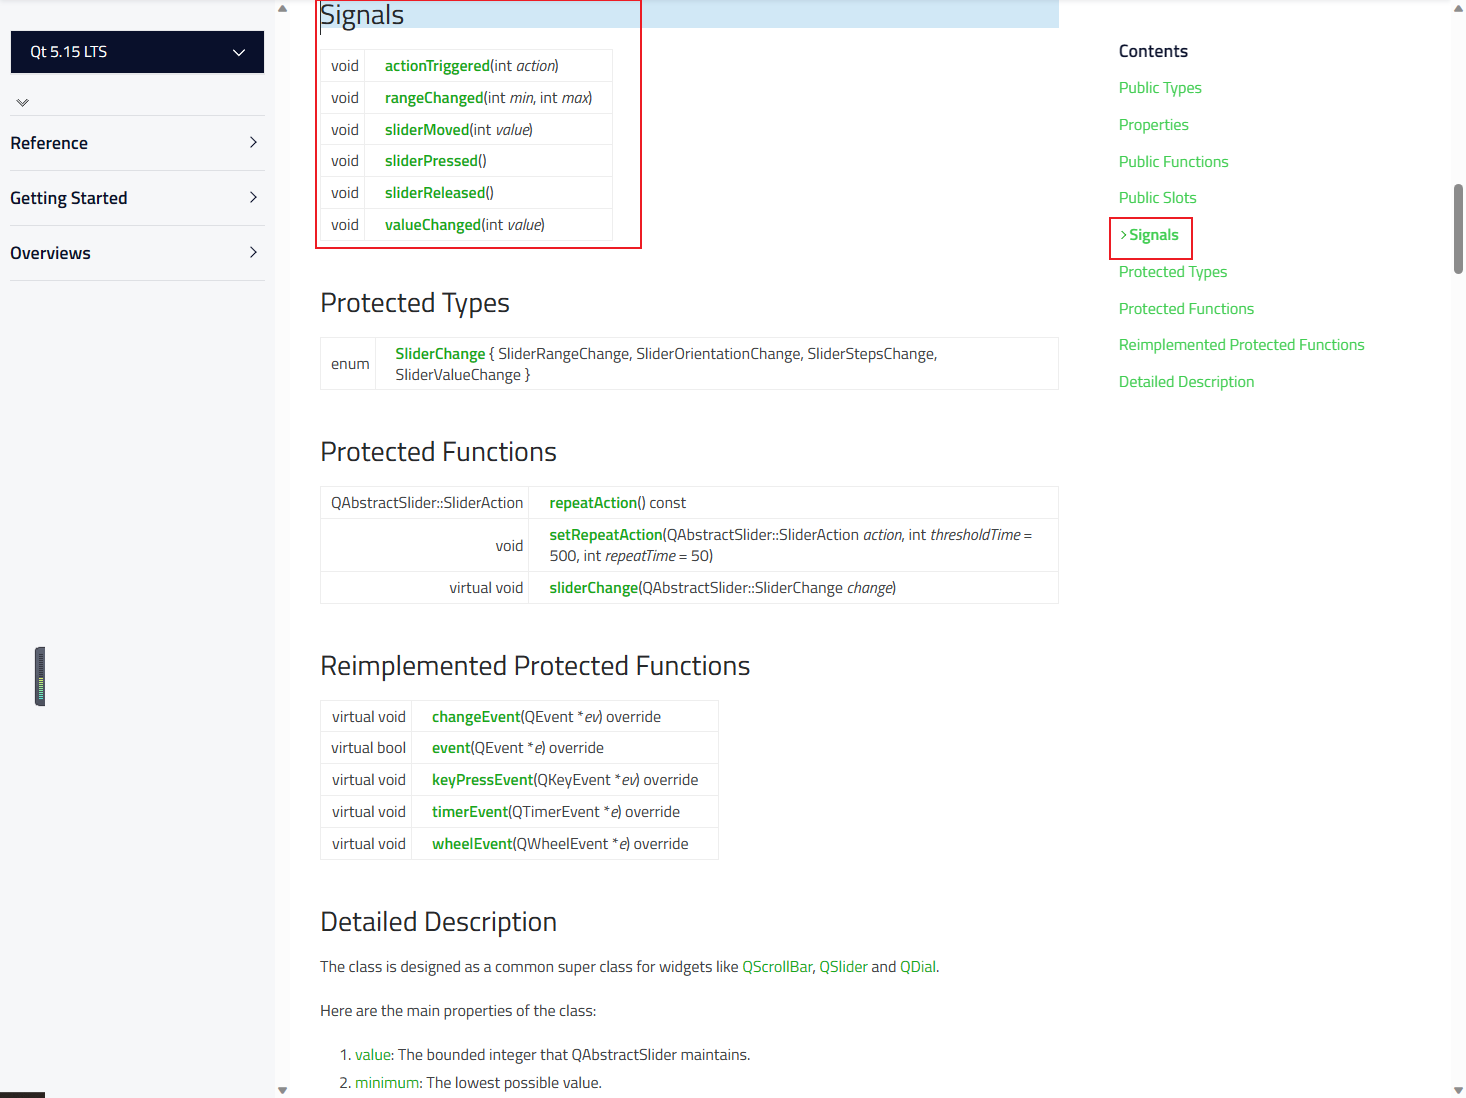 Qt 5.15 LTS
Reference
Getting Started
Overviews
Signals
void actionTriggered(int action)
void rangeChanged(int min, int max)
void sliderMoved(int value)
void sliderPressed()
void sliderReleased()
void valueChanged(int value)
Protected Types
enum SliderChange { SliderRangeChange, SliderOrientationChange, SliderStepsChange,
SliderValueChange }
Protected Functions
QAbstractSlider::SliderAction repeatAction() const
void setRepeatAction(QAbstractSlider::SliderAction action, int thresholdTime =
500, int repeatTime = 50)
virtual void sliderChange(QAbstractSlider::SliderChange change)
Reimplemented Protected Functions
virtual void changeEvent(QEvent *ev) override
virtual bool event(QEvent *e) override
virtual void keyPressEvent(QKeyEvent *ev) override
virtual void timerEvent(QTimerEvent *e) override
virtual void wheelEvent(QWheelEvent *e) override
Detailed Description
The class is designed as a common super class for widgets like QScrollBar, QSlider and QDial.
Here are the main properties of the class:
1. value: The bounded integer that QAbstractSlider maintains.
2. minimum: The lowest possible value.
Contents
Public Types
Properties
Public Functions
Public Slots
Signals
Protected Types
Protected Functions
Reimplemented Protected Functions
Detailed Description